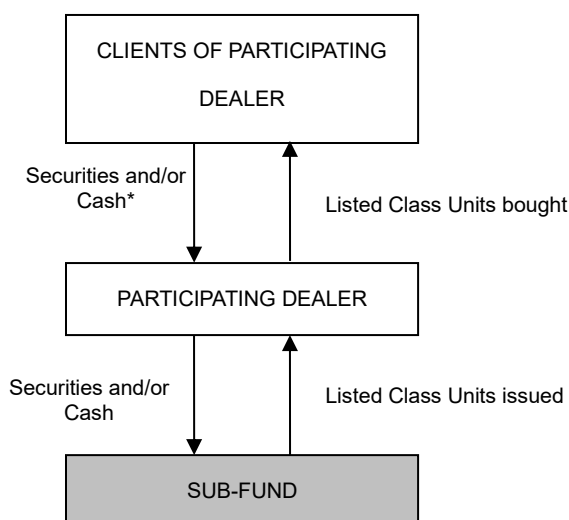 CLIENTS OF PARTICIPATING
DEALER
Securities and/or
Cash*
Listed Class Units bought
PARTICIPATING DEALER
Securities and/or
Cash
Listed Class Units issued
SUB-FUND